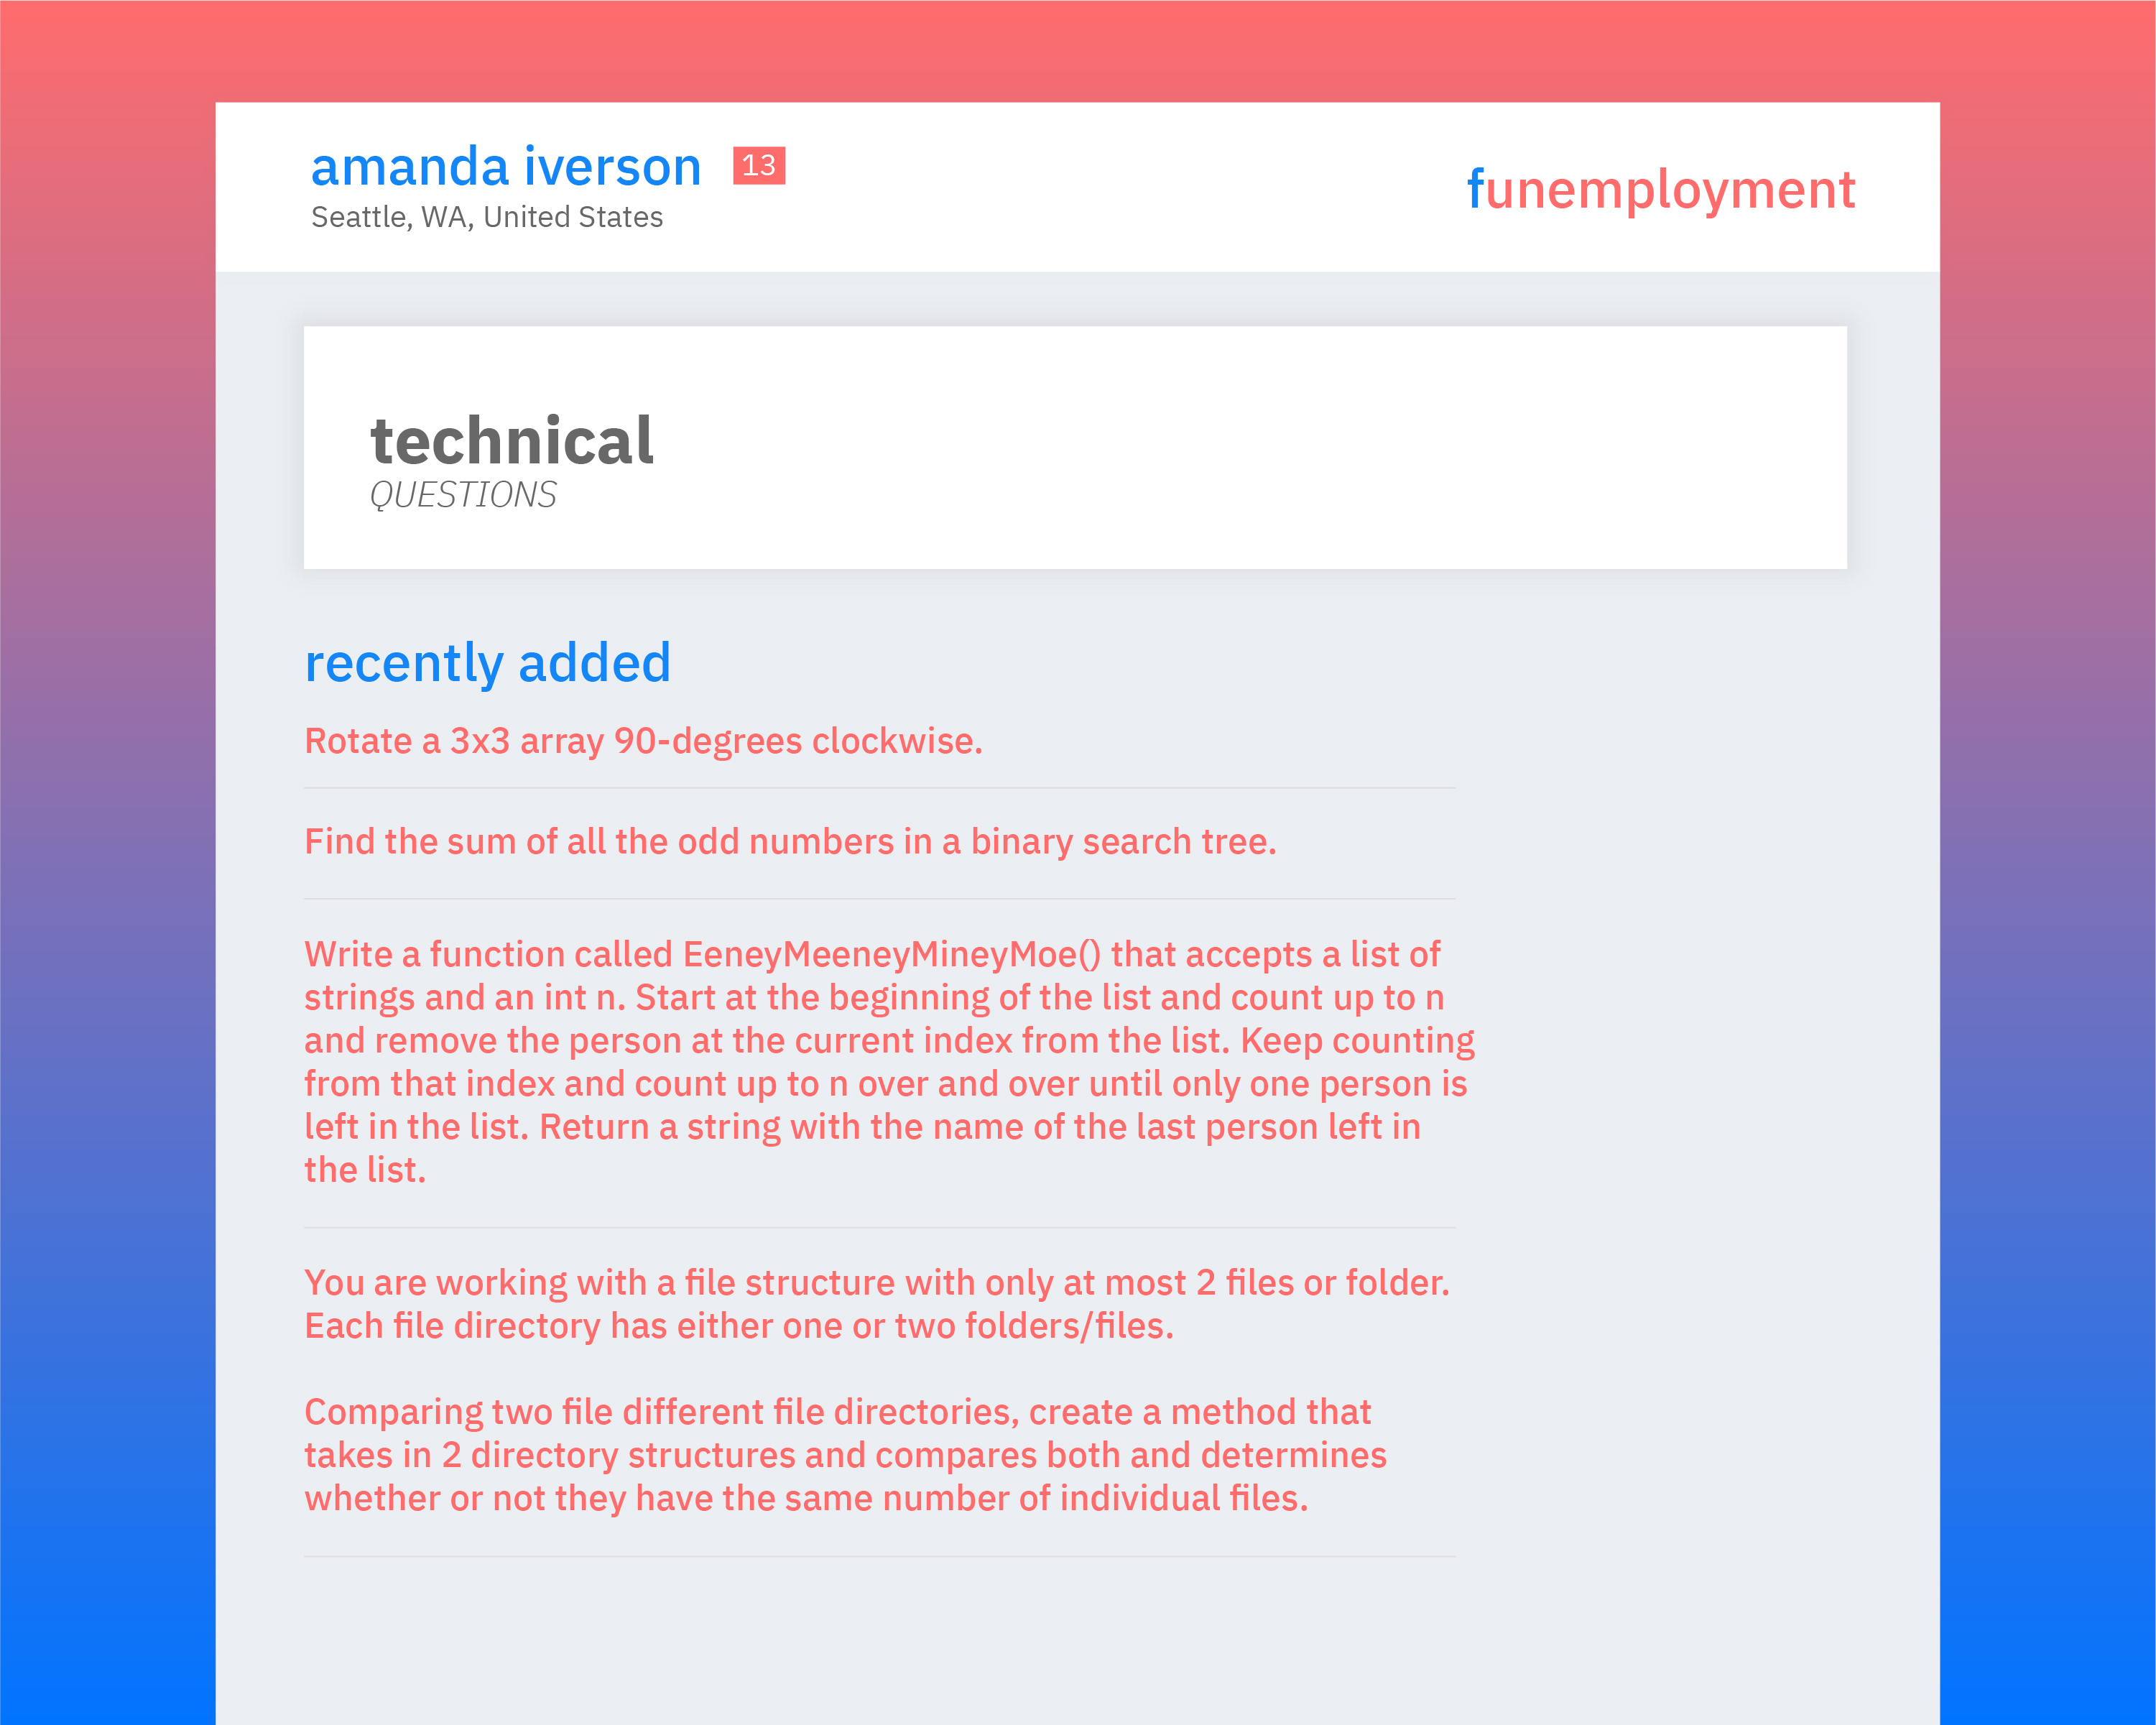 amanda iverson 13
Seattle, WA, United States
funemployment
technical
QUESTIONS
recently added
Rotate a 3x3 array 90-degrees clockwise.
Find the sum of all the odd numbers in a binary search tree.
Write a function called EeneyMeeneyMineyMoe() that accepts a list of
strings and an int n. Start at the beginning of the list and count up to n
and remove the person at the current index from the list. Keep counting
from that index and count up to n over and over until only one person is
left in the list. Return a string with the name of the last person left in
the list.
You are working with a file structure with only at most 2 files or folder.
Each file directory has either one or two folders/files.
Comparing two file different file directories, create a method that
takes in 2 directory structures and compares both and determines
whether or not they have the same number of individual files.